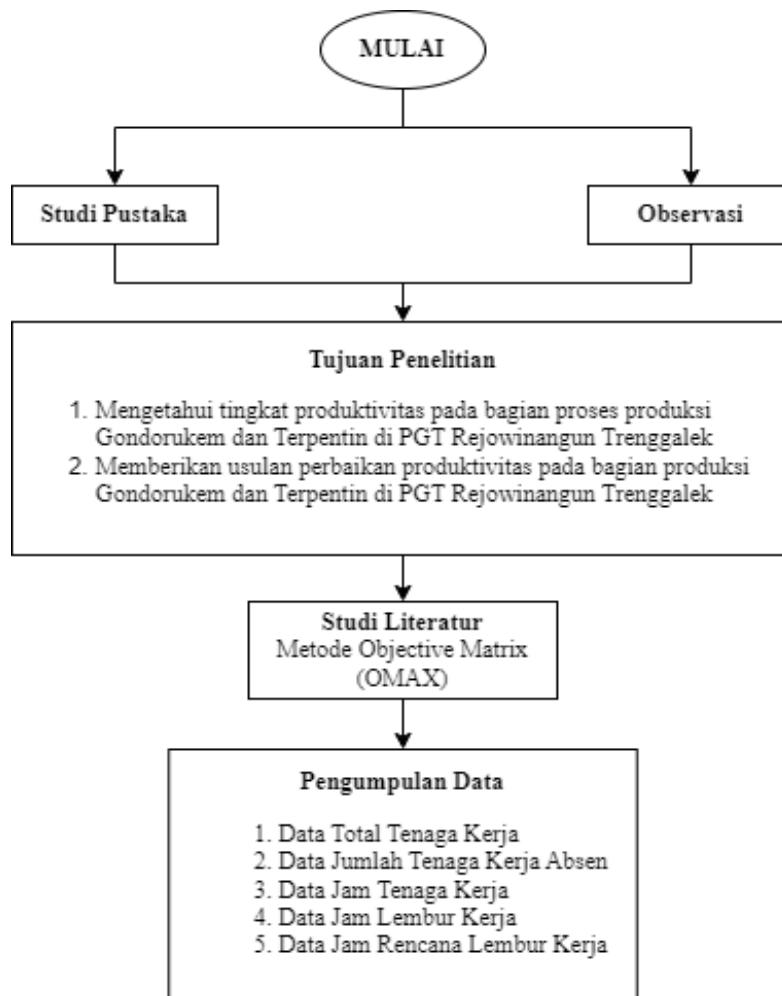 MULAI
Studi Pustaka
Observasi
Tujuan Penelitian
1. Mengetahui tingkat produktivitas pada bagian proses produksi
Gondorukem dan Terpentin di PGT Rejowinangun Trenggalek
2. Memberikan usulan perbaikan produktivitas pada bagian produksi
Gondorukem dan Terpentin di PGT Rejowinangun Trenggalek
Studi Literatur
Metode Objective Matrix
(OMAX)
Pengumpulan Data
1. Data Total Tenaga Kerja
2. Data Jumlah Tenaga Kerja Absen
3. Data Jam Tenaga Kerja
4. Data Jam Lembur Kerja
5. Data Jam Rencana Lembur Kerja